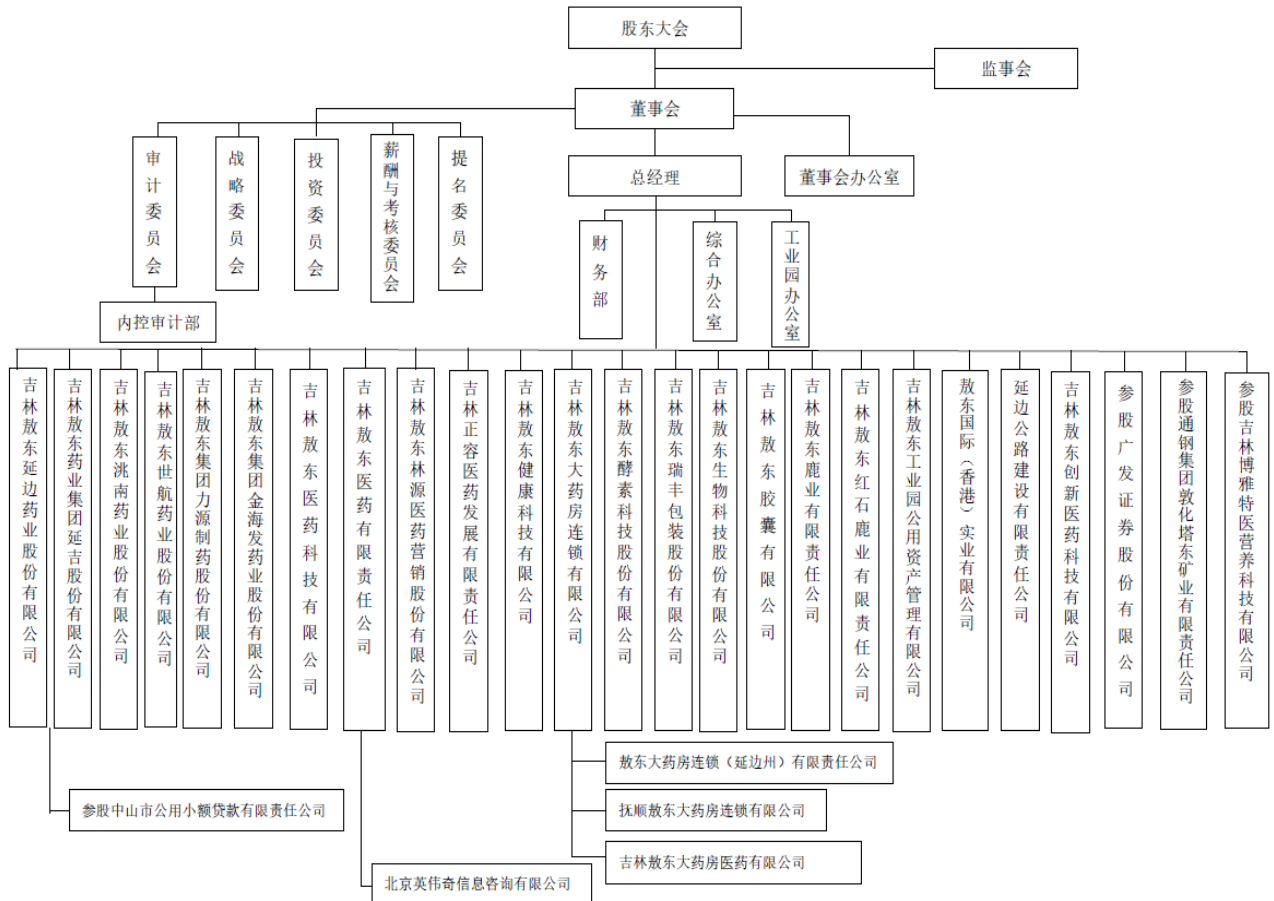 股东大会
监事会
董事会
审计委员会
战略委员会
投资委员会
薪酬与考核委员会
提名委员会
总经理
董事会办公室
财务部
综合办公室
工业园办公室
内控审计部
吉林敖东延边药业股份有限公司
吉林敖东药业集团延吉股份有限公司
吉林敖东洮南药业股份有限公司
吉林敖东世航药业股份有限公司
吉林敖东集团力源制药股份有限公司
吉林敖东集团金海发药业股份有限公司
吉林敖东医药科技有限公司
吉林敖东医药有限责任公司
吉林敖东林源医药营销股份有限公司
吉林正容医药发展有限责任公司
吉林敖东健康科技有限公司
吉林敖东大药房连锁有限公司
吉林敖东酵素科技股份有限公司
吉林敖东瑞丰包装股份有限公司
吉林敖东生物科技股份有限公司
吉林敖东胶囊有限公司
吉林敖东鹿业有限责任公司
吉林敖东红石鹿业有限责任公司
吉林敖东工业园公用资产管理有限公司
敖东国际（香港）实业有限公司
延边公路建设有限责任公司
吉林敖东创新医药科技有限公司
参股广发证券股份有限公司
参股通钢集团敦化塔东矿业有限责任公司
参股吉林博雅特医营养科技有限公司
敖东大药房连锁（延边州）有限责任公司
参股中山市公用小额贷款有限责任公司
抚顺敖东大药房连锁有限公司
吉林敖东大药房医药有限公司
北京英伟奇信息咨询有限公司